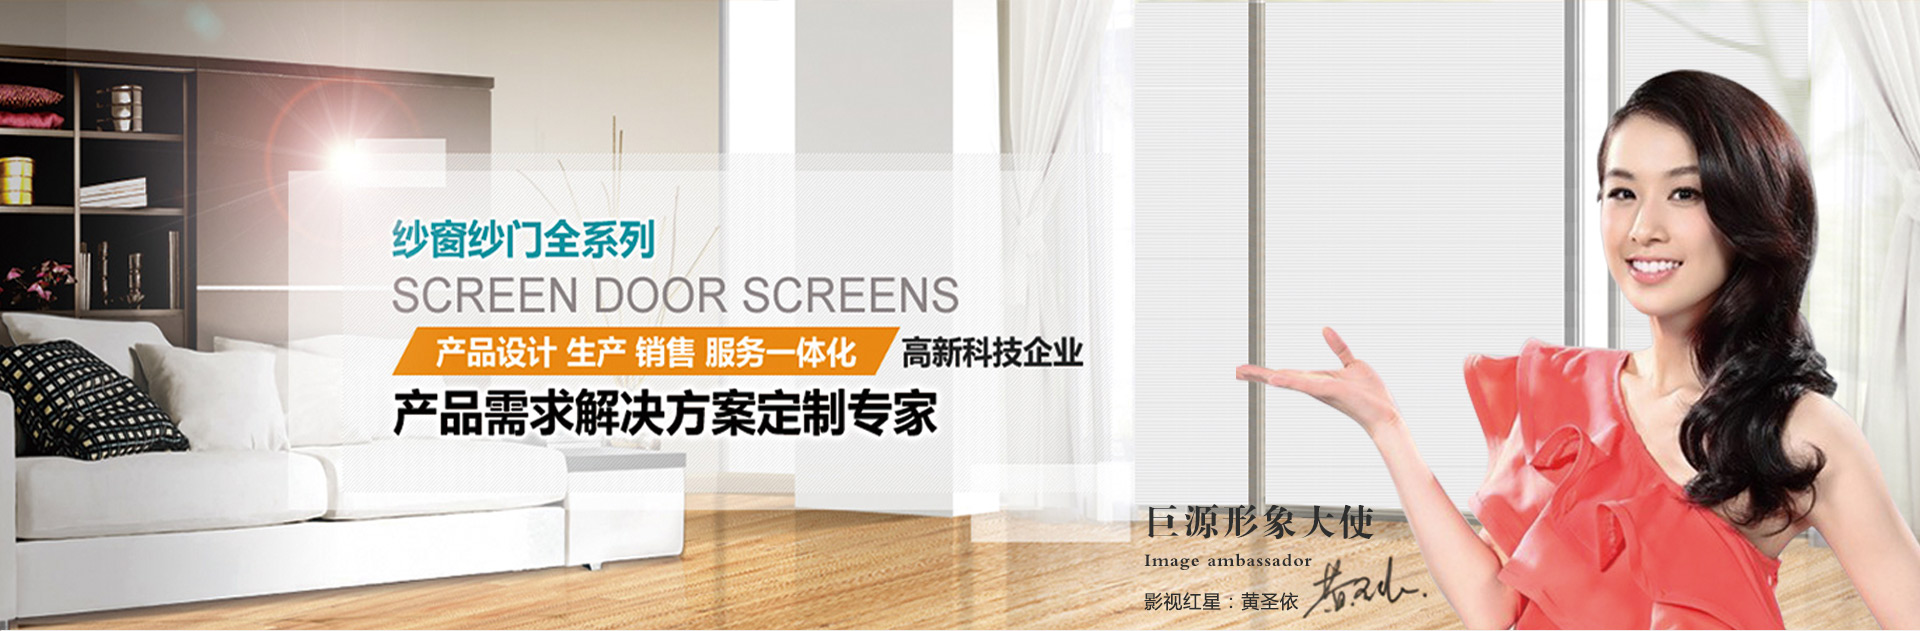 纱窗纱门全系列
SCREEN DOOR SCREENS
产品设计 生产 销售 服务一体化 高新科技企业
产品需求解决方案定制专家
巨源形象大使
Image ambassador
影视红星：黄圣依